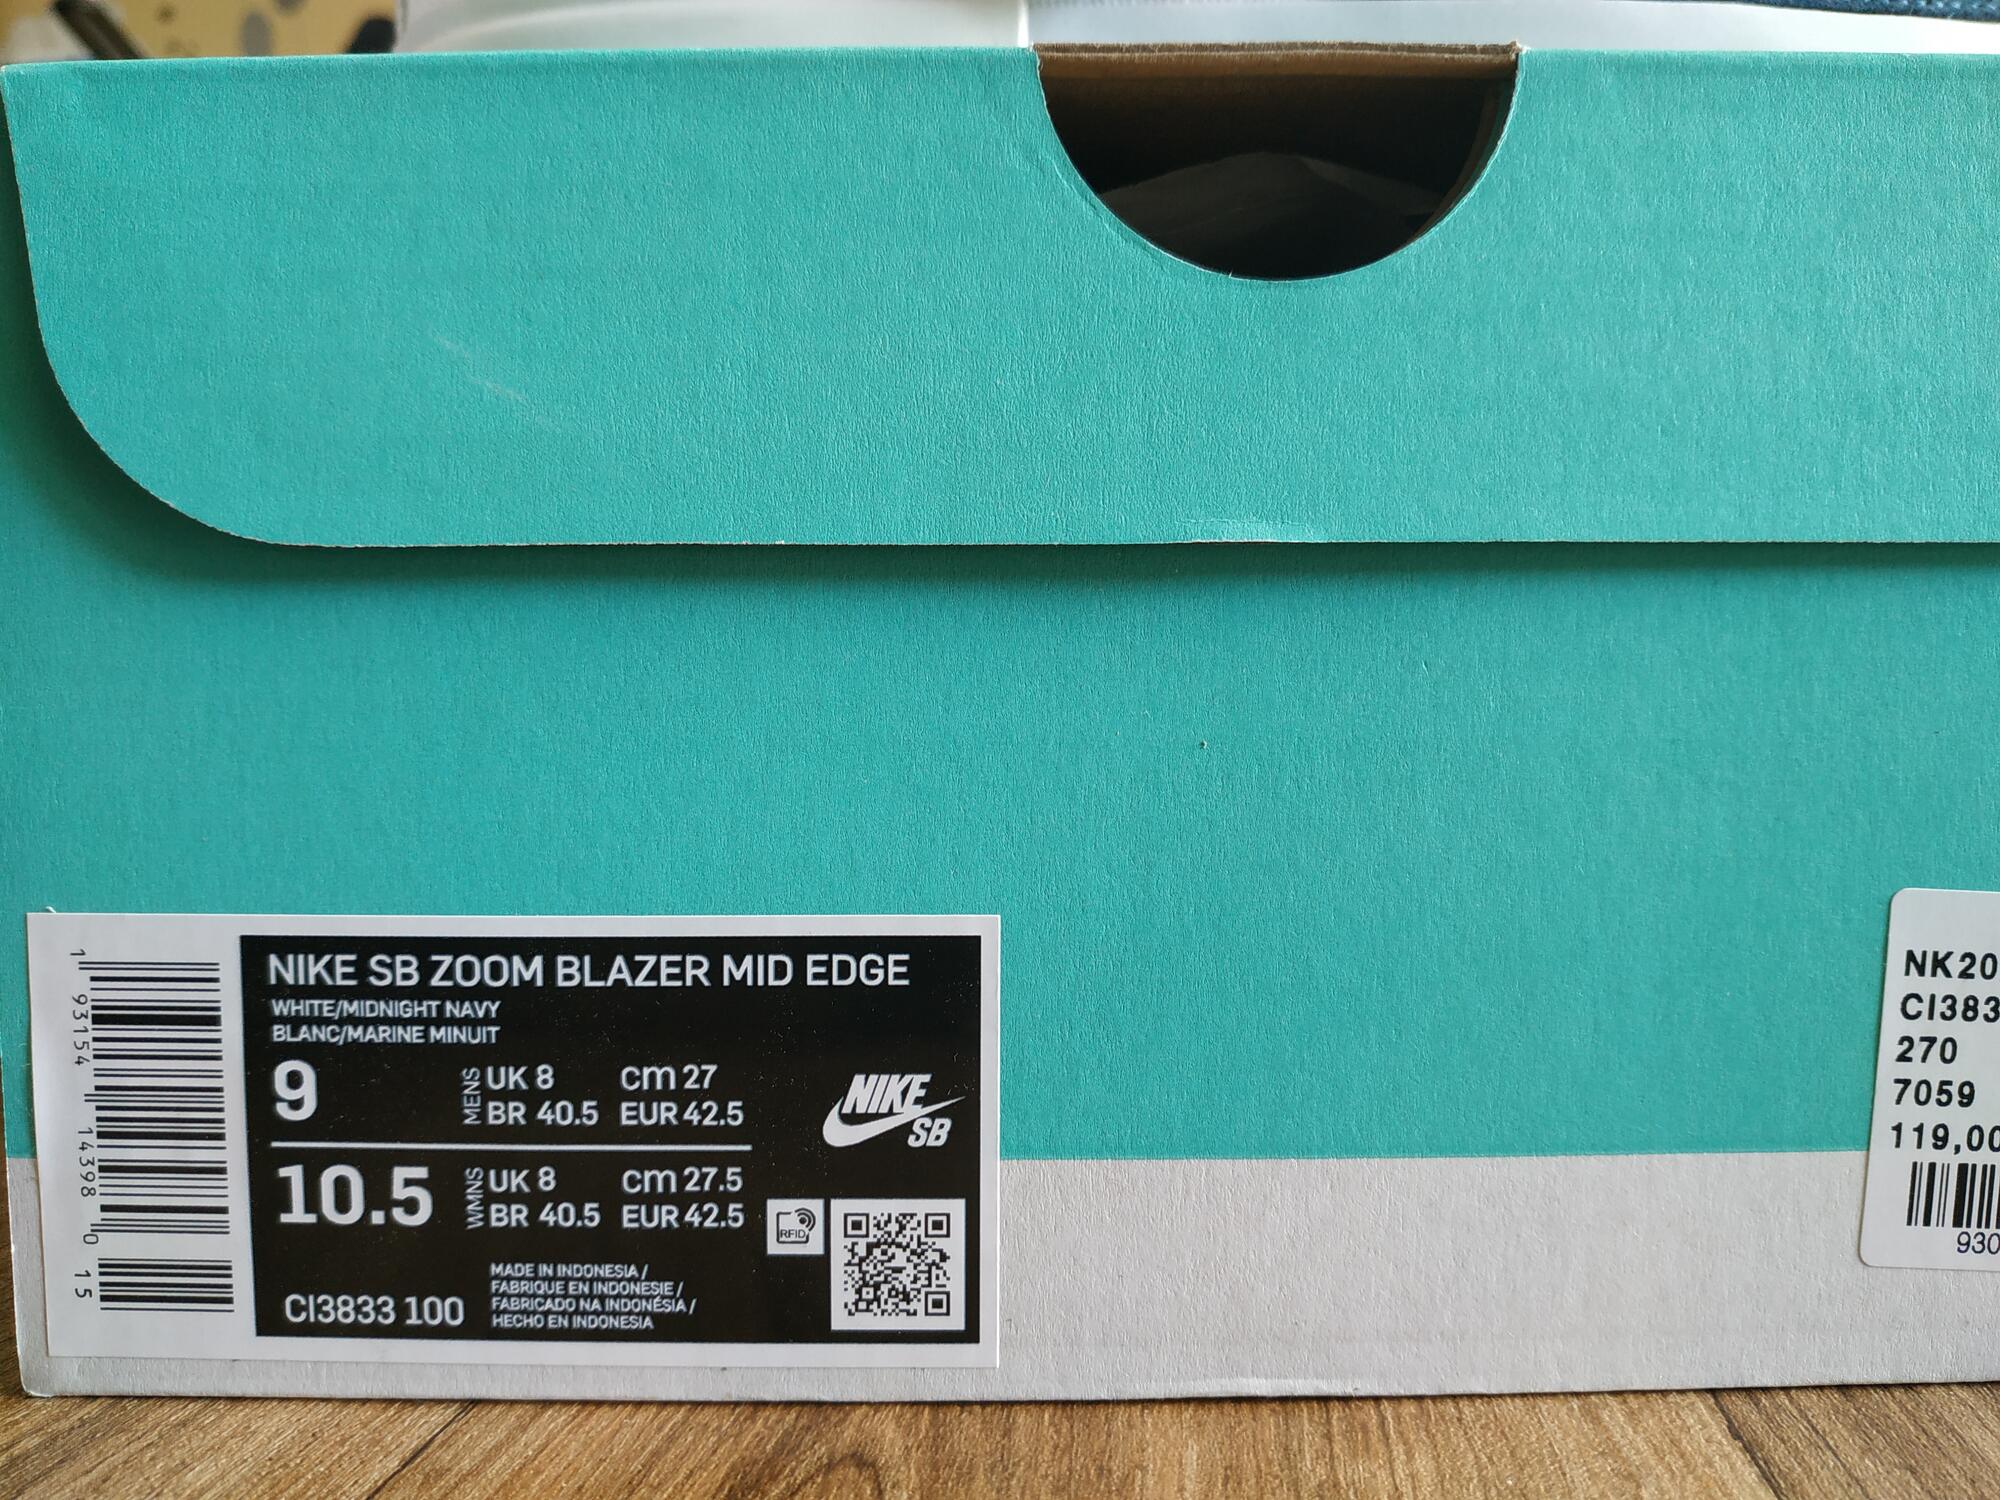 NIKE SB ZOOM BLAZER MID EDGE
WHITE/MIDNIGHT NAVY
BLANC/MARINE MINUIT
9
MENS
UK 8 cm 27
BR 40.5 EUR 42.5
10.5
WMNS
UK 8 cm 27.5
BR 40.5 EUR 42.5
NIKE
SB
RFID
CI3833 100
MADE IN INDONESIA /
FABRIQUE EN INDONESIE /
FABRICADO NA INDONÉSIA /
HECHO EN INDONESIA
1 93154 14398 0 15
NK20
CI383
270
7059
119,00
930